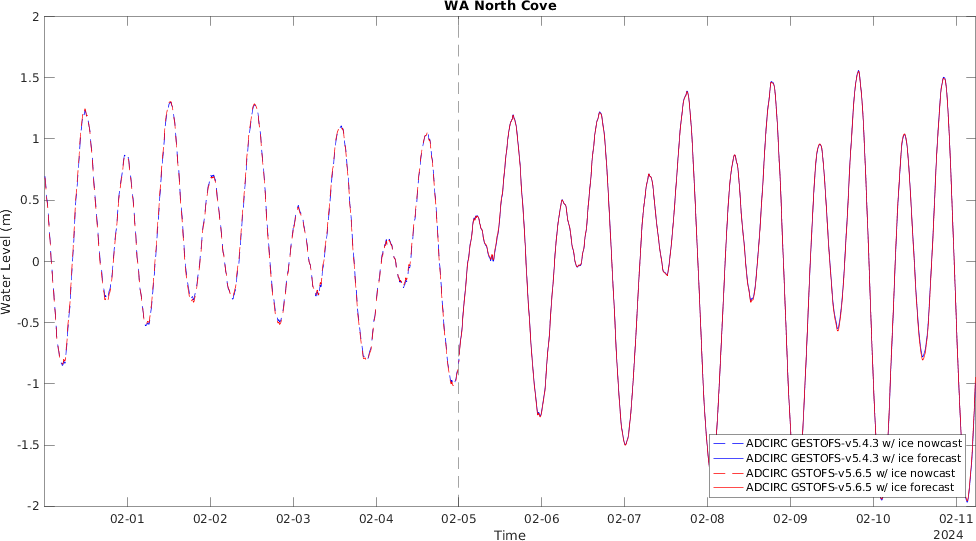 WA North Cove
2
1.5
1
0.5
0
-0.5
-1
-1.5
-2
Water Level (m)
ADCIRC GESTOFS-v5.4.3 w/ ice nowcast
ADCIRC GESTOFS-v5.4.3 w/ ice forecast
ADCIRC GSTOFS-v5.6.5 w/ ice nowcast
ADCIRC GSTOFS-v5.6.5 w/ ice forecast
02-01 02-02 02-03 02-04 02-05 02-06 02-07 02-08 02-09 02-10 02-11
Time
2024